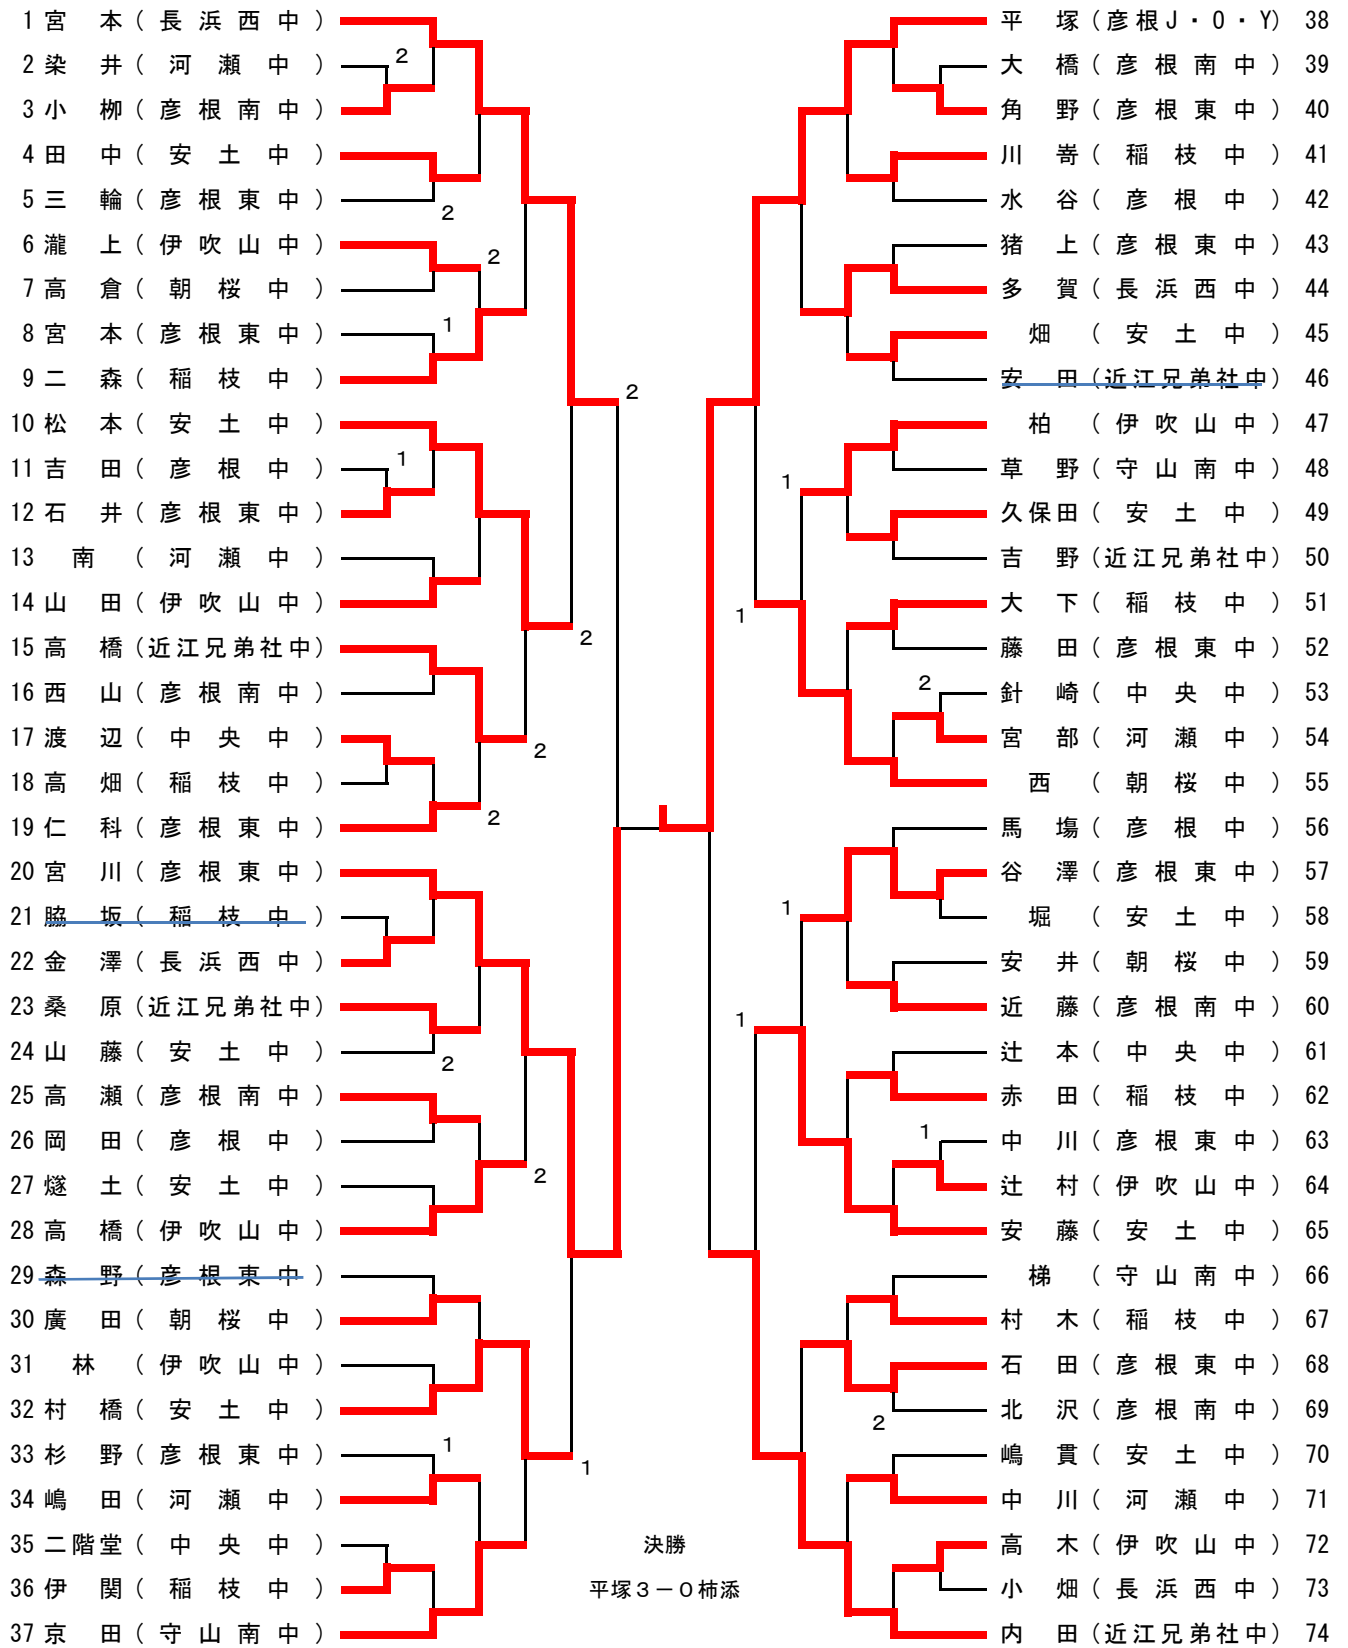 1 宮 本 ( 長 浜 西 中 )
2 染 井 ( 河 瀬 中 )
2
3 小 栁 ( 彦 根 南 中 )
4 田 中 ( 安 土 中 )
5 三 輪 ( 彦 根 東 中 )
2
6 瀧 上 ( 伊 吹 山 中 )
2
7 高 倉 ( 朝 桜 中 )
8 宮 本 ( 彦 根 東 中 )
1
9 二 森 ( 稲 枝 中 )
2
10 松 本 ( 安 土 中 )
11 吉 田 ( 彦 根 中 )
1
12 石 井 ( 彦 根 東 中 )
13 南 ( 河 瀬 中 )
14 山 田 ( 伊 吹 山 中 )
2
15 高 橋 (近江兄弟社中)
16 西 山 ( 彦 根 南 中 )
17 渡 辺 ( 中 央 中 )
2
18 高 畑 ( 稲 枝 中 )
19 仁 科 ( 彦 根 東 中 )
2
20 宮 川 ( 彦 根 東 中 )
21 脇 坂 ( 稲 枝 中 )
22 金 澤 ( 長 浜 西 中 )
23 桑 原 (近江兄弟社中)
24 山 藤 ( 安 土 中 )
2
25 高 瀬 ( 彦 根 南 中 )
26 岡 田 ( 彦 根 中 )
2
27 燧 土 ( 安 土 中 )
28 高 橋 ( 伊 吹 山 中 )
29 森 野 ( 彦 根 東 中 )
30 廣 田 ( 朝 桜 中 )
31 林 ( 伊 吹 山 中 )
32 村 橋 ( 安 土 中 )
33 杉 野 ( 彦 根 東 中 )
1
1
34 嶋 田 ( 河 瀬 中 )
35 二階堂 ( 中 央 中 )
36 伊 関 ( 稲 枝 中 )
37 京 田 ( 守 山 南 中 )
決勝
平塚3－0柿添
平 塚 (彦根J・O・Y) 38
大 橋 ( 彦 根 南 中 ) 39
角 野 ( 彦 根 東 中 ) 40
川 嵜 ( 稲 枝 中 ) 41
水 谷 ( 彦 根 中 ) 42
猪 上 ( 彦 根 東 中 ) 43
多 賀 ( 長 浜 西 中 ) 44
畑 ( 安 土 中 ) 45
安 田 (近江兄弟社中) 46
柏 ( 伊 吹 山 中 ) 47
草 野 ( 守 山 南 中 ) 48
1
久保田 ( 安 土 中 ) 49
吉 野 (近江兄弟社中) 50
大 下 ( 稲 枝 中 ) 51
1
藤 田 ( 彦 根 東 中 ) 52
2
針 崎 ( 中 央 中 ) 53
宮 部 ( 河 瀬 中 ) 54
西 ( 朝 桜 中 ) 55
馬 塲 ( 彦 根 中 ) 56
谷 澤 ( 彦 根 東 中 ) 57
1
堀 ( 安 土 中 ) 58
安 井 ( 朝 桜 中 ) 59
近 藤 ( 彦 根 南 中 ) 60
1
辻 本 ( 中 央 中 ) 61
赤 田 ( 稲 枝 中 ) 62
1
中 川 ( 彦 根 東 中 ) 63
辻 村 ( 伊 吹 山 中 ) 64
安 藤 ( 安 土 中 ) 65
梯 ( 守 山 南 中 ) 66
村 木 ( 稲 枝 中 ) 67
石 田 ( 彦 根 東 中 ) 68
北 沢 ( 彦 根 南 中 ) 69
2
嶋 貫 ( 安 土 中 ) 70
中 川 ( 河 瀬 中 ) 71
高 木 ( 伊 吹 山 中 ) 72
小 畑 ( 長 浜 西 中 ) 73
内 田 (近江兄弟社中) 74